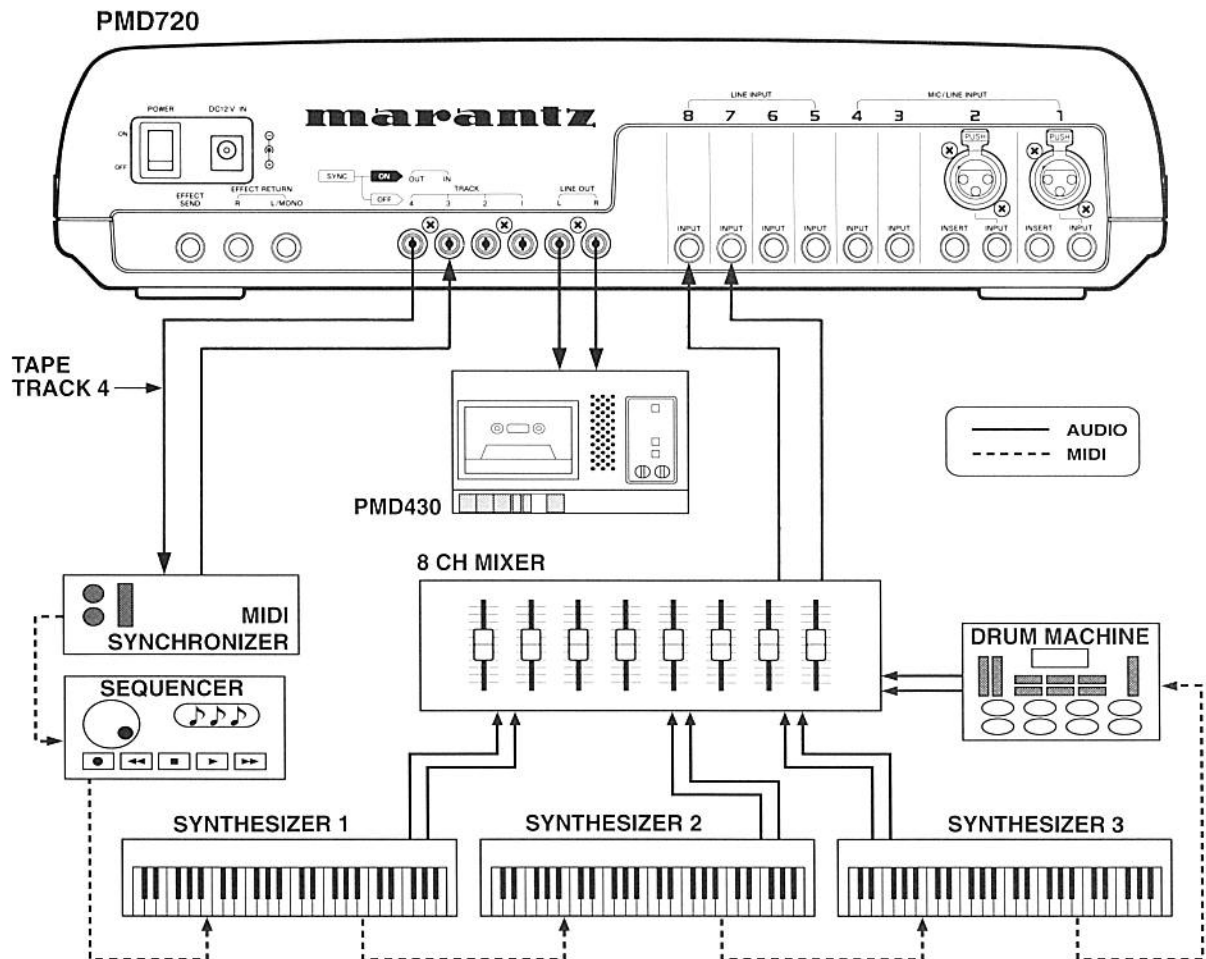 PMD720
POWER
DC12V IN
ON
OFF
marantz
LINE INPUT
MIC/LINE INPUT
8 7 6 5 4 3 2 1
PUSH PUSH
SYNC ON OUT IN
OFF
TRACK
4 3 2 1
LINE OUT
L R
EFFECT SEND
EFFECT RETURN
R L/MONO
INPUT INPUT INPUT INPUT INPUT INPUT INSERT INPUT INSERT INPUT
TAPE
TRACK 4
PMD430
AUDIO
MIDI
8 CH MIXER
MIDI
SYNCHRONIZER
SEQUENCER
DRUM MACHINE
SYNTHESIZER 1
SYNTHESIZER 2
SYNTHESIZER 3